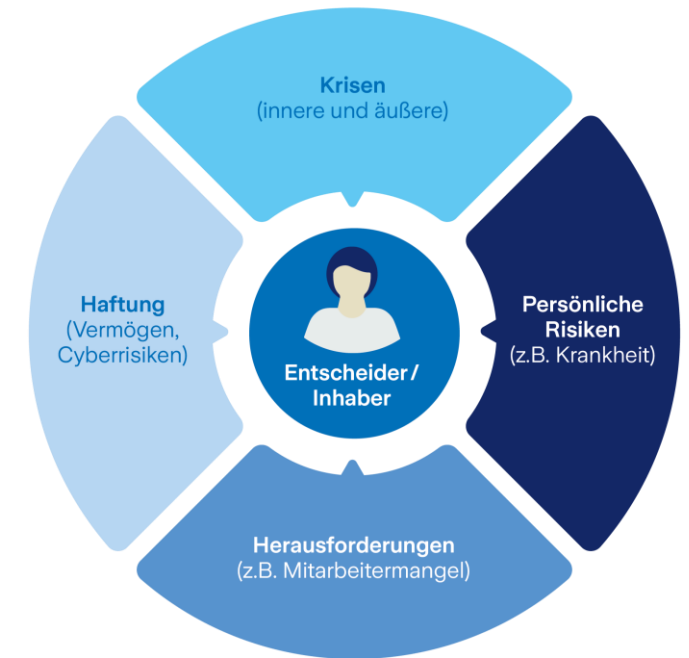 Krisen
(innere und äußere)
Haftung
(Vermögen,
Cyberrisiken)
Entscheider /
Inhaber
Persönliche
Risiken
(z.B. Krankheit)
Herausforderungen
(z.B. Mitarbeitermangel)